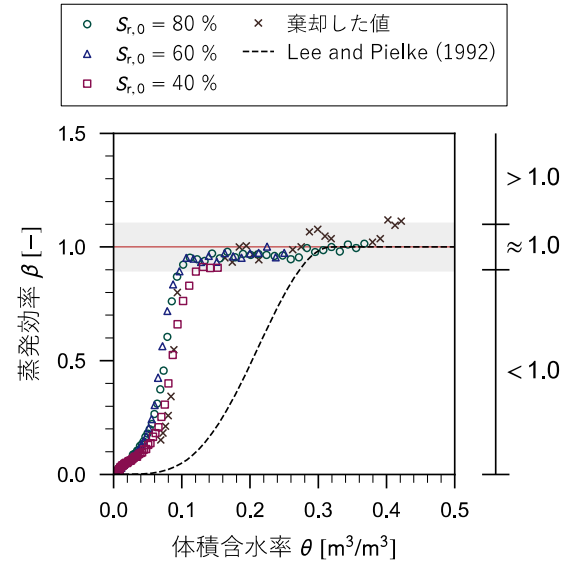 S_r,0 = 80 %
S_r,0 = 60 %
S_r,0 = 40 %
棄却した値
Lee and Pielke (1992)
1.5
1.0
0.5
0.0
蒸発効率 β [–]
> 1.0
≈ 1.0
< 1.0
0.0 0.1 0.2 0.3 0.4 0.5
体積含水率 θ [m³/m³]